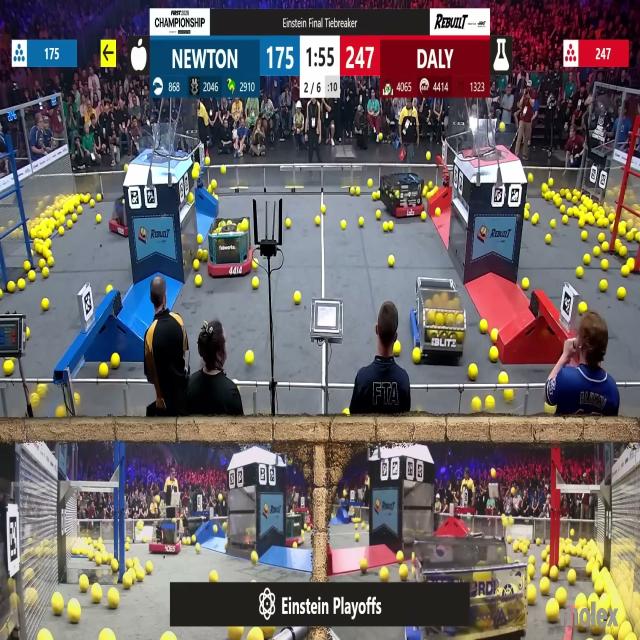 FIRST
CHAMPIONSHIP
Einstein Final Tiebreaker
REBUILT
175
NEWTON
175
1:55
247
DALY
247
868
2046
2910
2 / 6
:10
4065
4414
1323
REBUILT
REBUILT
4414
BLITZ
FTA
4065
Einstein Playoffs